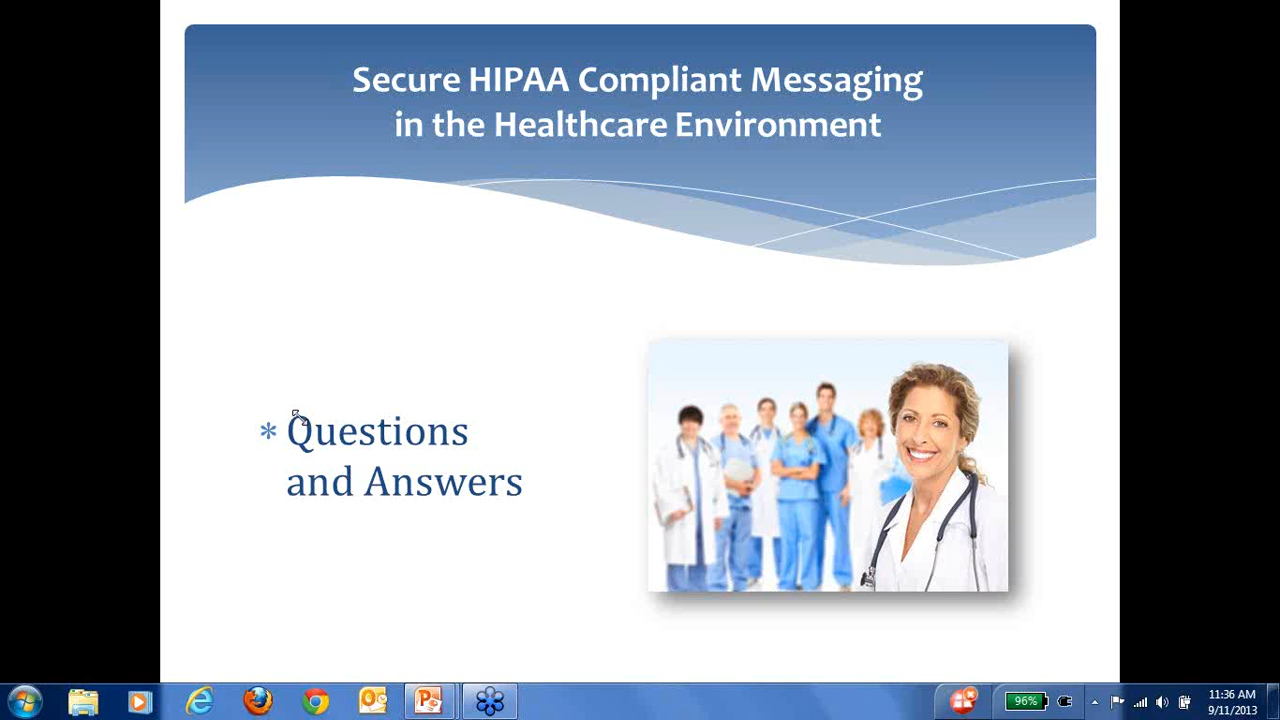 Secure HIPAA Compliant Messaging
in the Healthcare Environment
* Questions
and Answers
96%
11:36 AM
9/11/2013